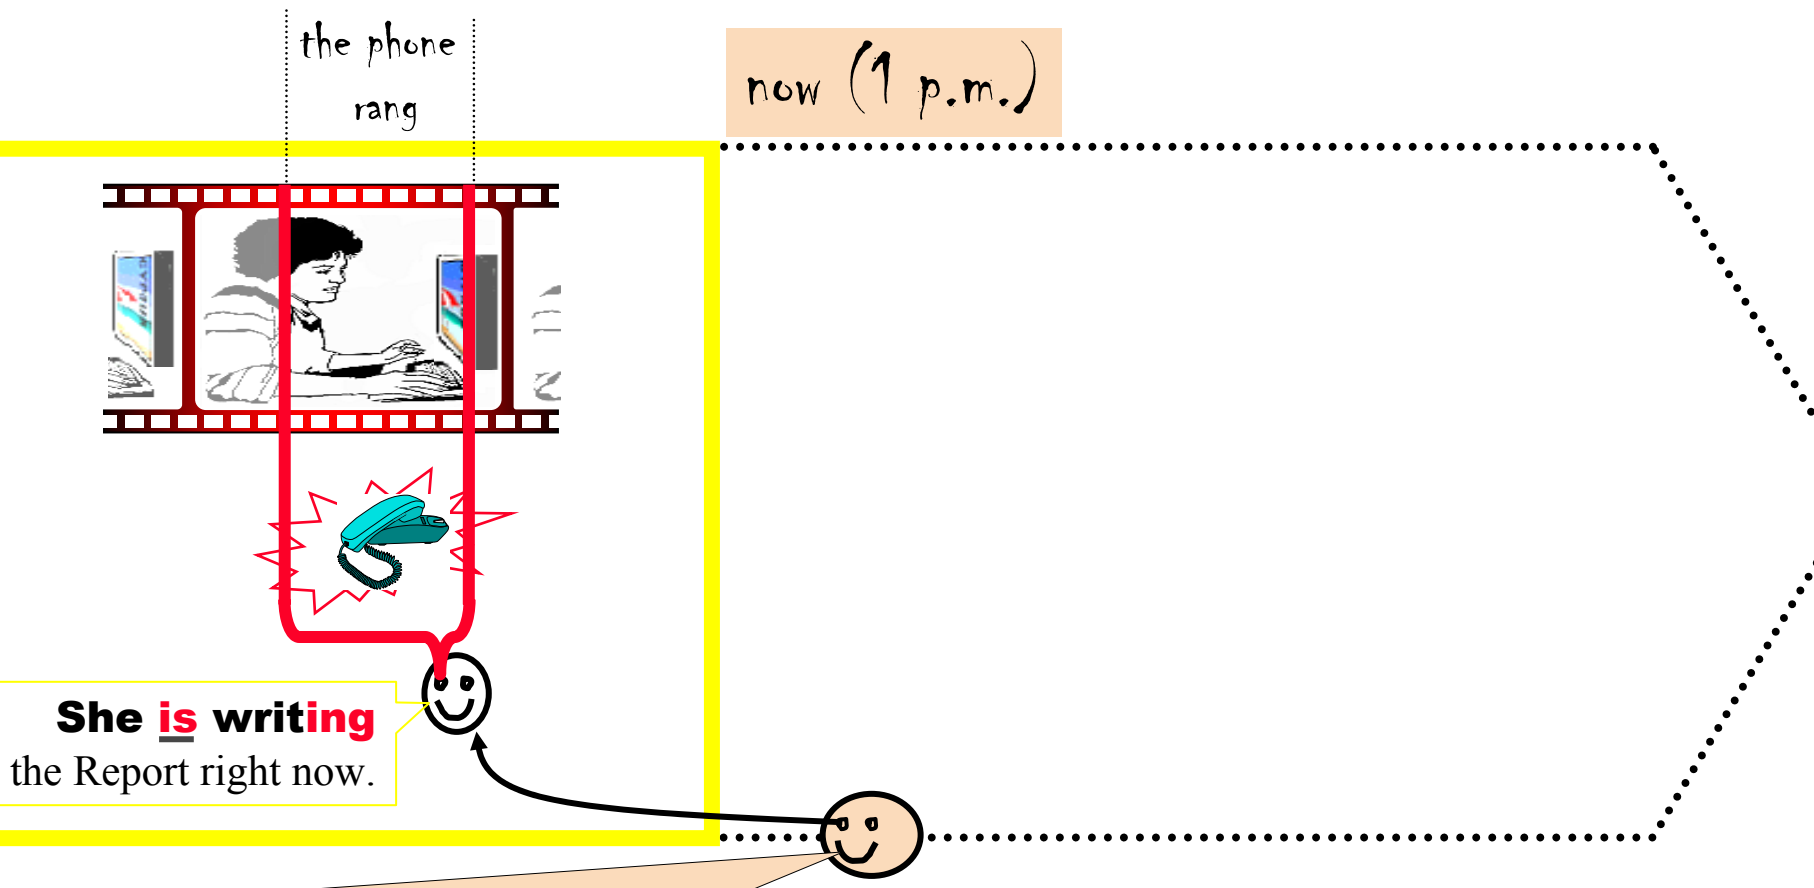 the phone
rang
now (1 p.m.)
She is writing
the Report right now.